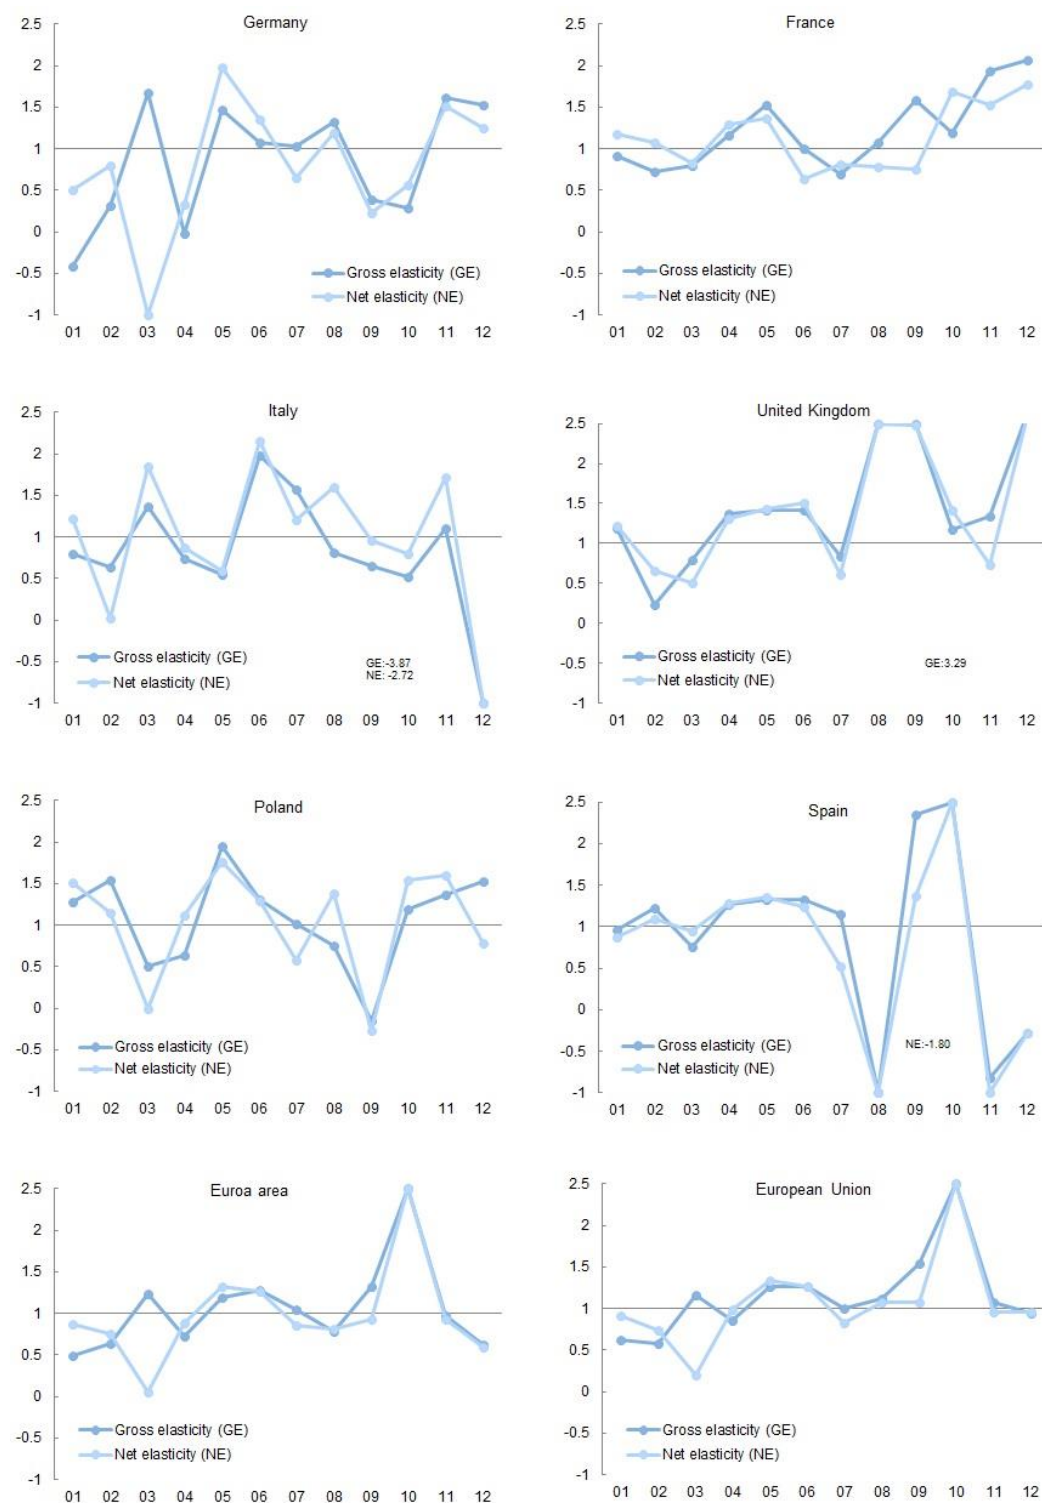 Germany
2.5
2
1.5
1
0.5
0
-0.5
-1
Gross elasticity (GE)
Net elasticity (NE)
01 02 03 04 05 06 07 08 09 10 11 12
France
2.5
2
1.5
1
0.5
0
-0.5
-1
Gross elasticity (GE)
Net elasticity (NE)
01 02 03 04 05 06 07 08 09 10 11 12
Italy
2.5
2
1.5
1
0.5
0
-0.5
-1
Gross elasticity (GE)
Net elasticity (NE)
GE:-3.87
NE: -2.72
01 02 03 04 05 06 07 08 09 10 11 12
United Kingdom
2.5
2
1.5
1
0.5
0
-0.5
-1
Gross elasticity (GE)
Net elasticity (NE)
GE:3.29
01 02 03 04 05 06 07 08 09 10 11 12
Poland
2.5
2
1.5
1
0.5
0
-0.5
-1
Gross elasticity (GE)
Net elasticity (NE)
01 02 03 04 05 06 07 08 09 10 11 12
Spain
2.5
2
1.5
1
0.5
0
-0.5
-1
Gross elasticity (GE)
Net elasticity (NE)
NE:-1.80
01 02 03 04 05 06 07 08 09 10 11 12
Euroa area
2.5
2
1.5
1
0.5
0
-0.5
-1
Gross elasticity (GE)
Net elasticity (NE)
01 02 03 04 05 06 07 08 09 10 11 12
European Union
2.5
2
1.5
1
0.5
0
-0.5
-1
Gross elasticity (GE)
Net elasticity (NE)
01 02 03 04 05 06 07 08 09 10 11 12